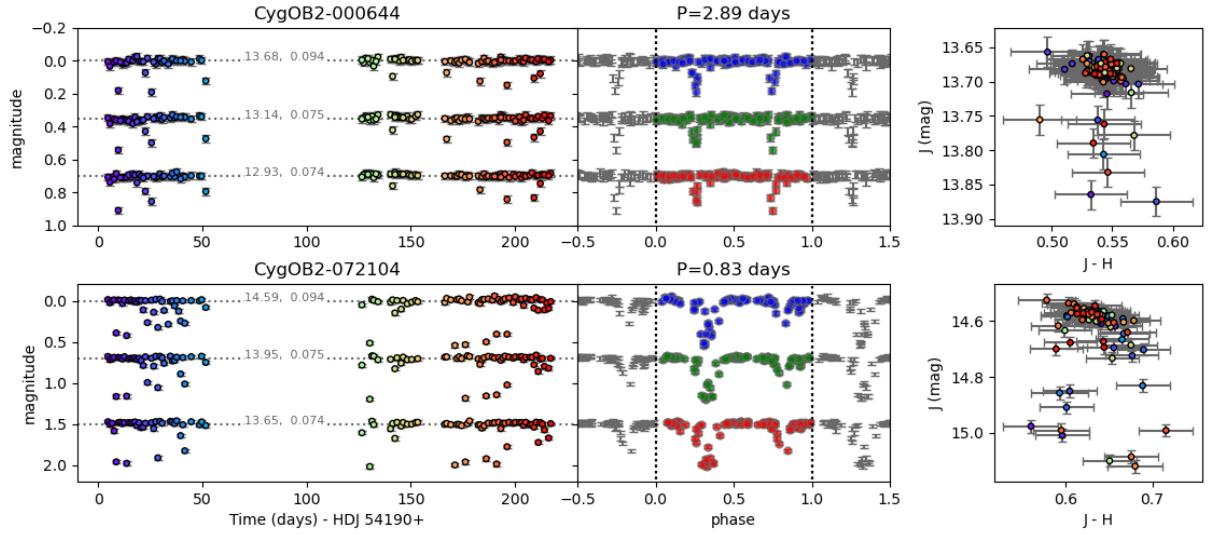 CygOB2-000644
P=2.89 days
−0.2
0.0
0.2
0.4
0.6
0.8
1.0
magnitude
13.68, 0.094
13.14, 0.075
12.93, 0.074
0 50 100 150 200
−0.5 0.0 0.5 1.0 1.5
13.65
13.70
13.75
13.80
13.85
13.90
J (mag)
0.50 0.55 0.60
J - H
CygOB2-072104
P=0.83 days
0.0
0.5
1.0
1.5
2.0
magnitude
14.59, 0.094
13.95, 0.075
13.65, 0.074
0 50 100 150 200
Time (days) - HDJ 54190+
−0.5 0.0 0.5 1.0 1.5
phase
14.6
14.8
15.0
J (mag)
0.6 0.7
J - H